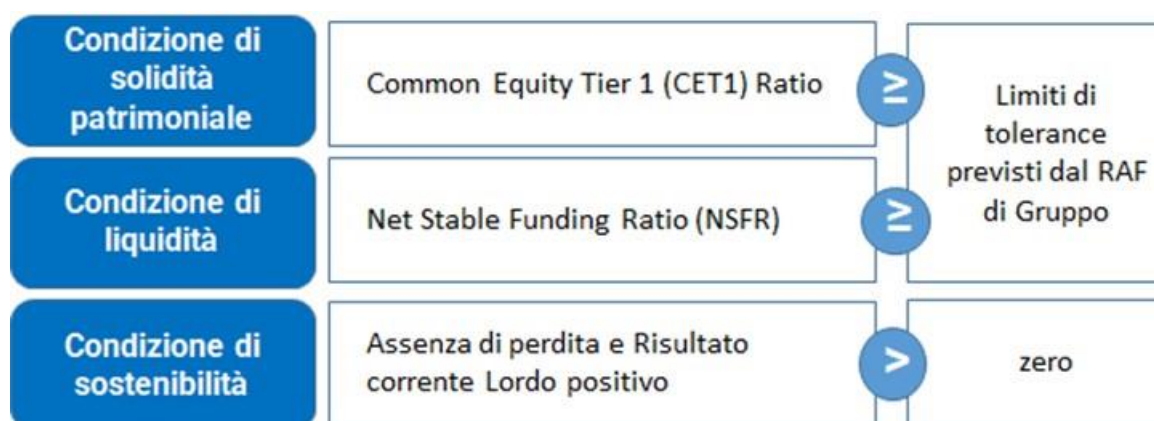 Condizione di
solidità
patrimoniale
Common Equity Tier 1 (CET1) Ratio
≥
Limiti di
tolerance
previsti dal RAF
di Gruppo
Condizione di
liquidità
Net Stable Funding Ratio (NSFR)
≥
Condizione di
sostenibilità
Assenza di perdita e Risultato
corrente Lordo positivo
>
zero